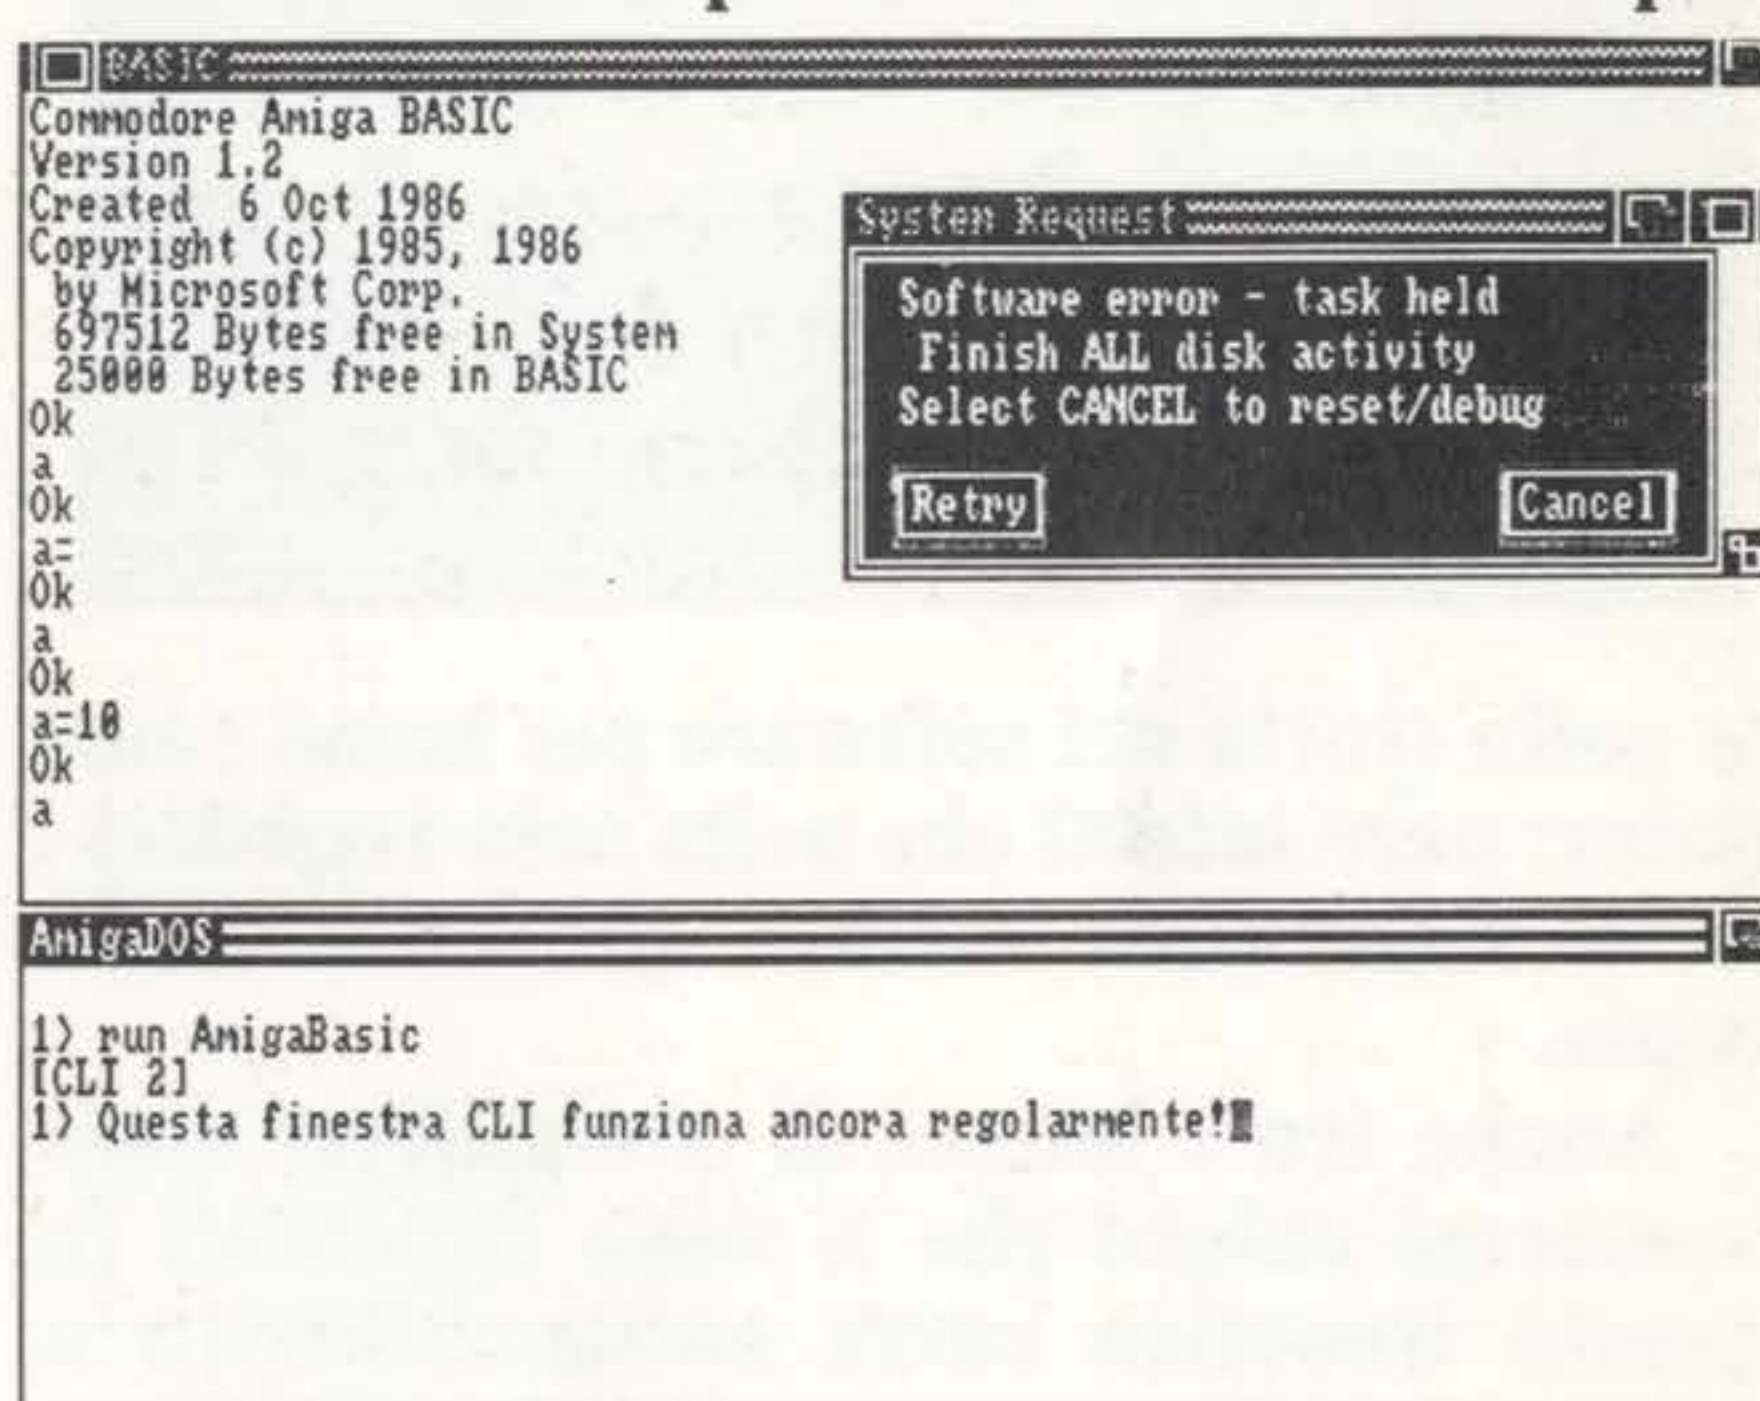 BASIC
Commodore Amiga BASIC
Version 1.2
Created 6 Oct 1986
Copyright (c) 1985, 1986
by Microsoft Corp.
697512 Bytes free in System
25000 Bytes free in BASIC
Ok
a
Ok
a=
Ok
a
Ok
a=10
Ok
a
System Request
Software error - task held
Finish ALL disk activity
Select CANCEL to reset/debug
Retry
Cancel
AmigaDOS
1> run AmigaBasic
[CLI 2]
1> Questa finestra CLI funziona ancora regolarmente!